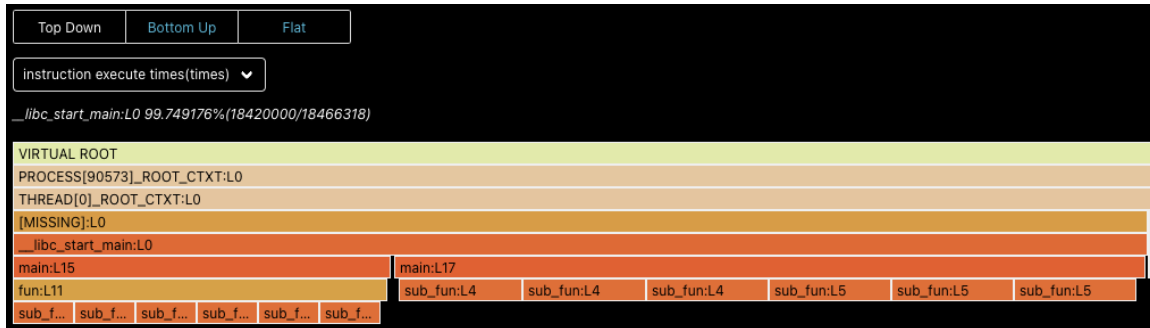 Top Down Bottom Up Flat
instruction execute times(times)
__libc_start_main:L0 99.749176%(18420000/18466318)
VIRTUAL ROOT
PROCESS[90573]_ROOT_CTXT:L0
THREAD[0]_ROOT_CTXT:L0
[MISSING]:L0
__libc_start_main:L0
main:L15 main:L17
fun:L11 sub_fun:L4 sub_fun:L4 sub_fun:L4 sub_fun:L5 sub_fun:L5 sub_fun:L5
sub_f... sub_f... sub_f... sub_f... sub_f... sub_f...